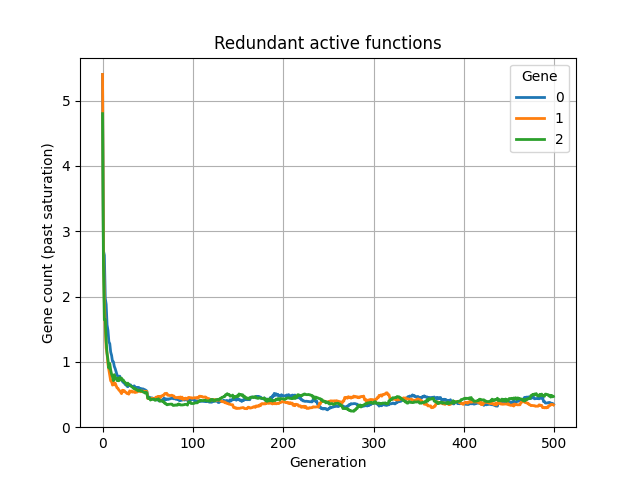 Redundant active functions
Gene count (past saturation)
5
4
3
2
1
0
Gene
0
1
2
0 100 200 300 400 500
Generation